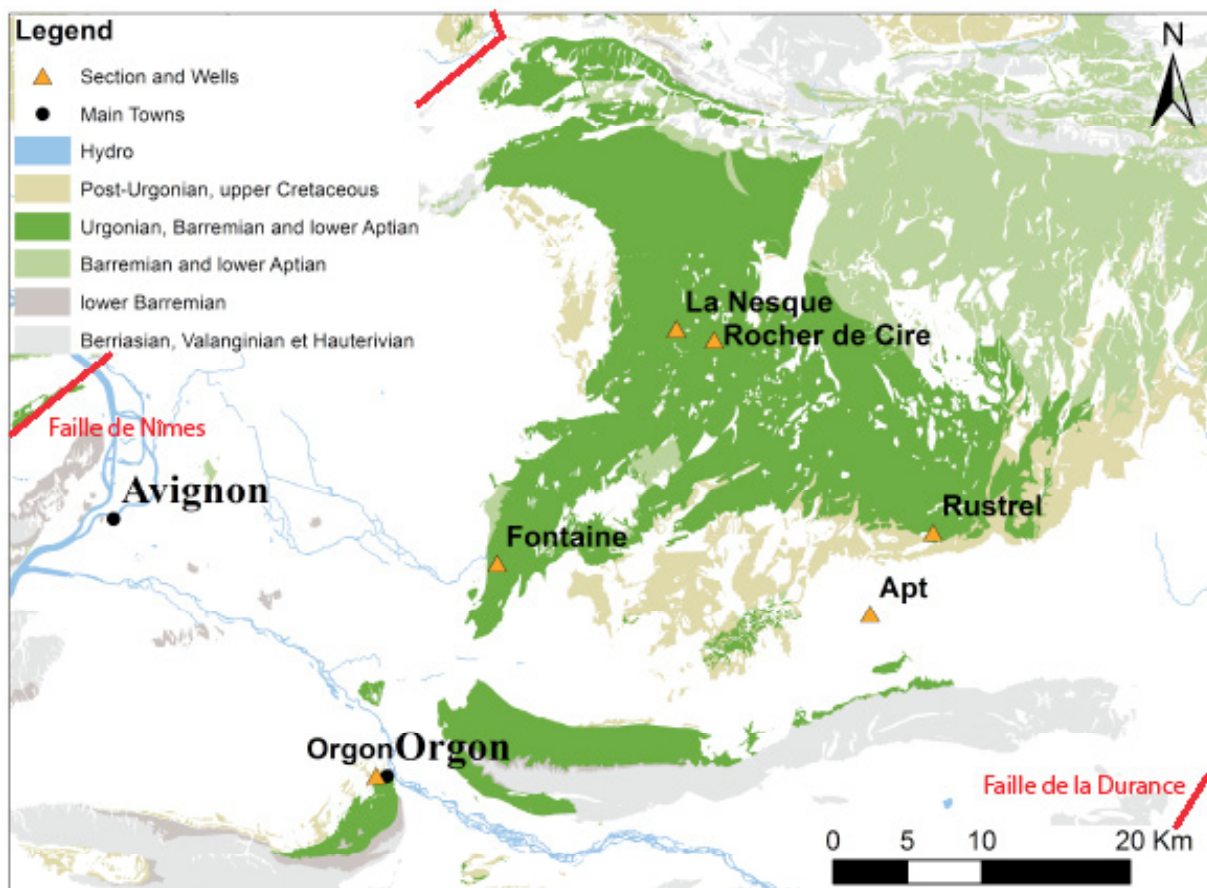 Legend
Section and Wells
Main Towns
Hydro
Post-Urgonian, upper Cretaceous
Urgonian, Barremian and lower Aptian
Barremian and lower Aptian
lower Barremian
Berriasian, Valanginian et Hauterivian
N
La Nesque
Rocher de Cire
Faille de Nîmes
Avignon
Fontaine
Rustrel
Apt
Orgon Orgon
Faille de la Durance
0 5 10 20 Km